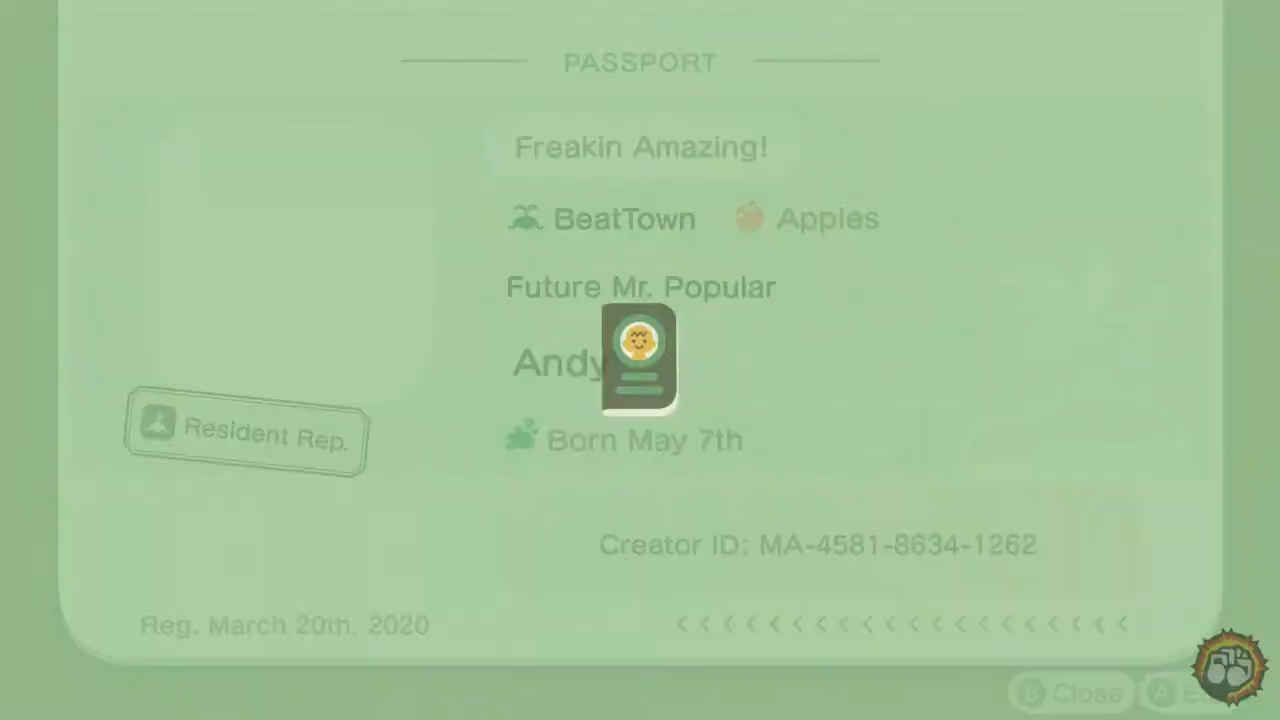 PASSPORT
Freakin Amazing!
BeatTown Apples
Future Mr. Popular
Andy
Resident Rep.
Born May 7th
Creator ID: MA-4581-8634-1262
Reg. March 20th, 2020 <<<<<<<<<<<<<<<<<<<<
B Close A